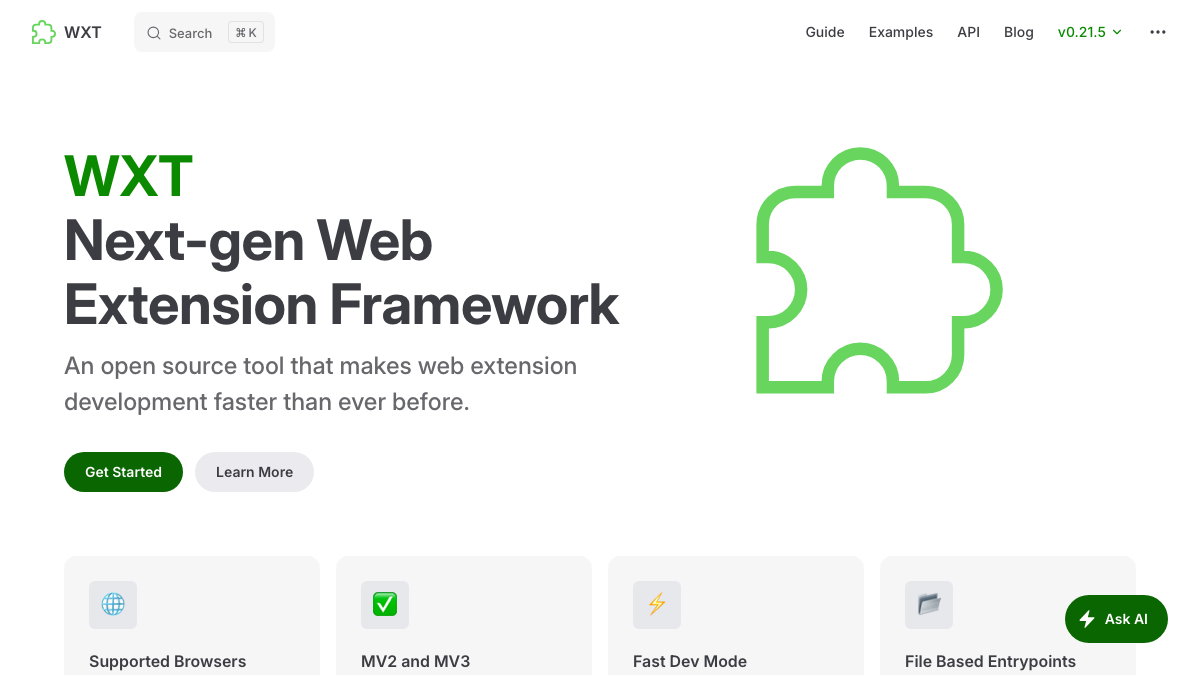 WXT
Search
⌘ K
Guide
Examples
API
Blog
v0.21.5
WXT
Next-gen Web
Extension Framework
An open source tool that makes web extension
development faster than ever before.
Get Started
Learn More
Supported Browsers
MV2 and MV3
Fast Dev Mode
File Based Entrypoints
Ask AI